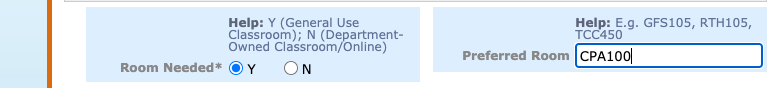 Help: Y (General Use
Classroom); N (Department-
Owned Classroom/Online)
Room Needed* Y N
Help: E.g. GFS105, RTH105,
TCC450
Preferred Room CPA100